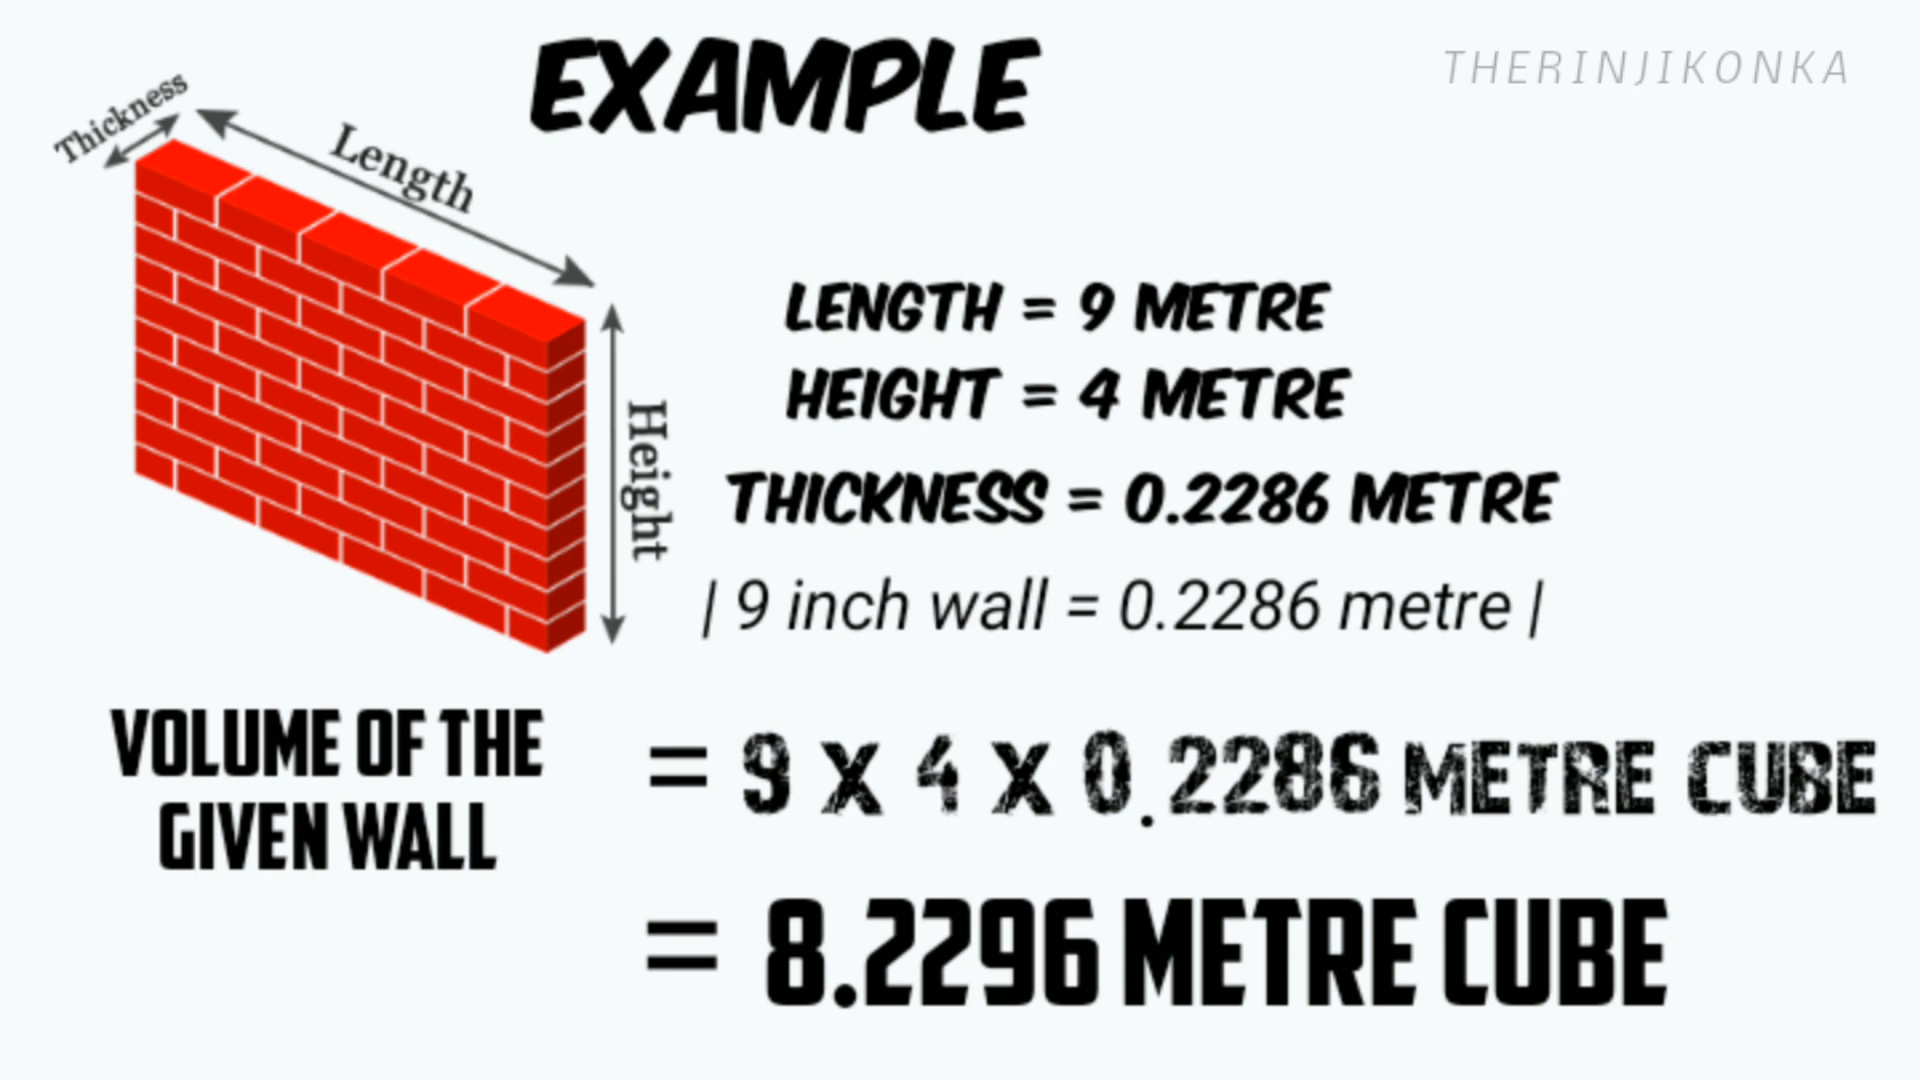 EXAMPLE
THERINJIKONKA
Thickness
Length
Height
LENGTH = 9 METRE
HEIGHT = 4 METRE
THICKNESS = 0.2286 METRE
| 9 inch wall = 0.2286 metre |
VOLUME OF THE
GIVEN WALL
= 9 X 4 X 0.2286 METRE CUBE
= 8.2296 METRE CUBE